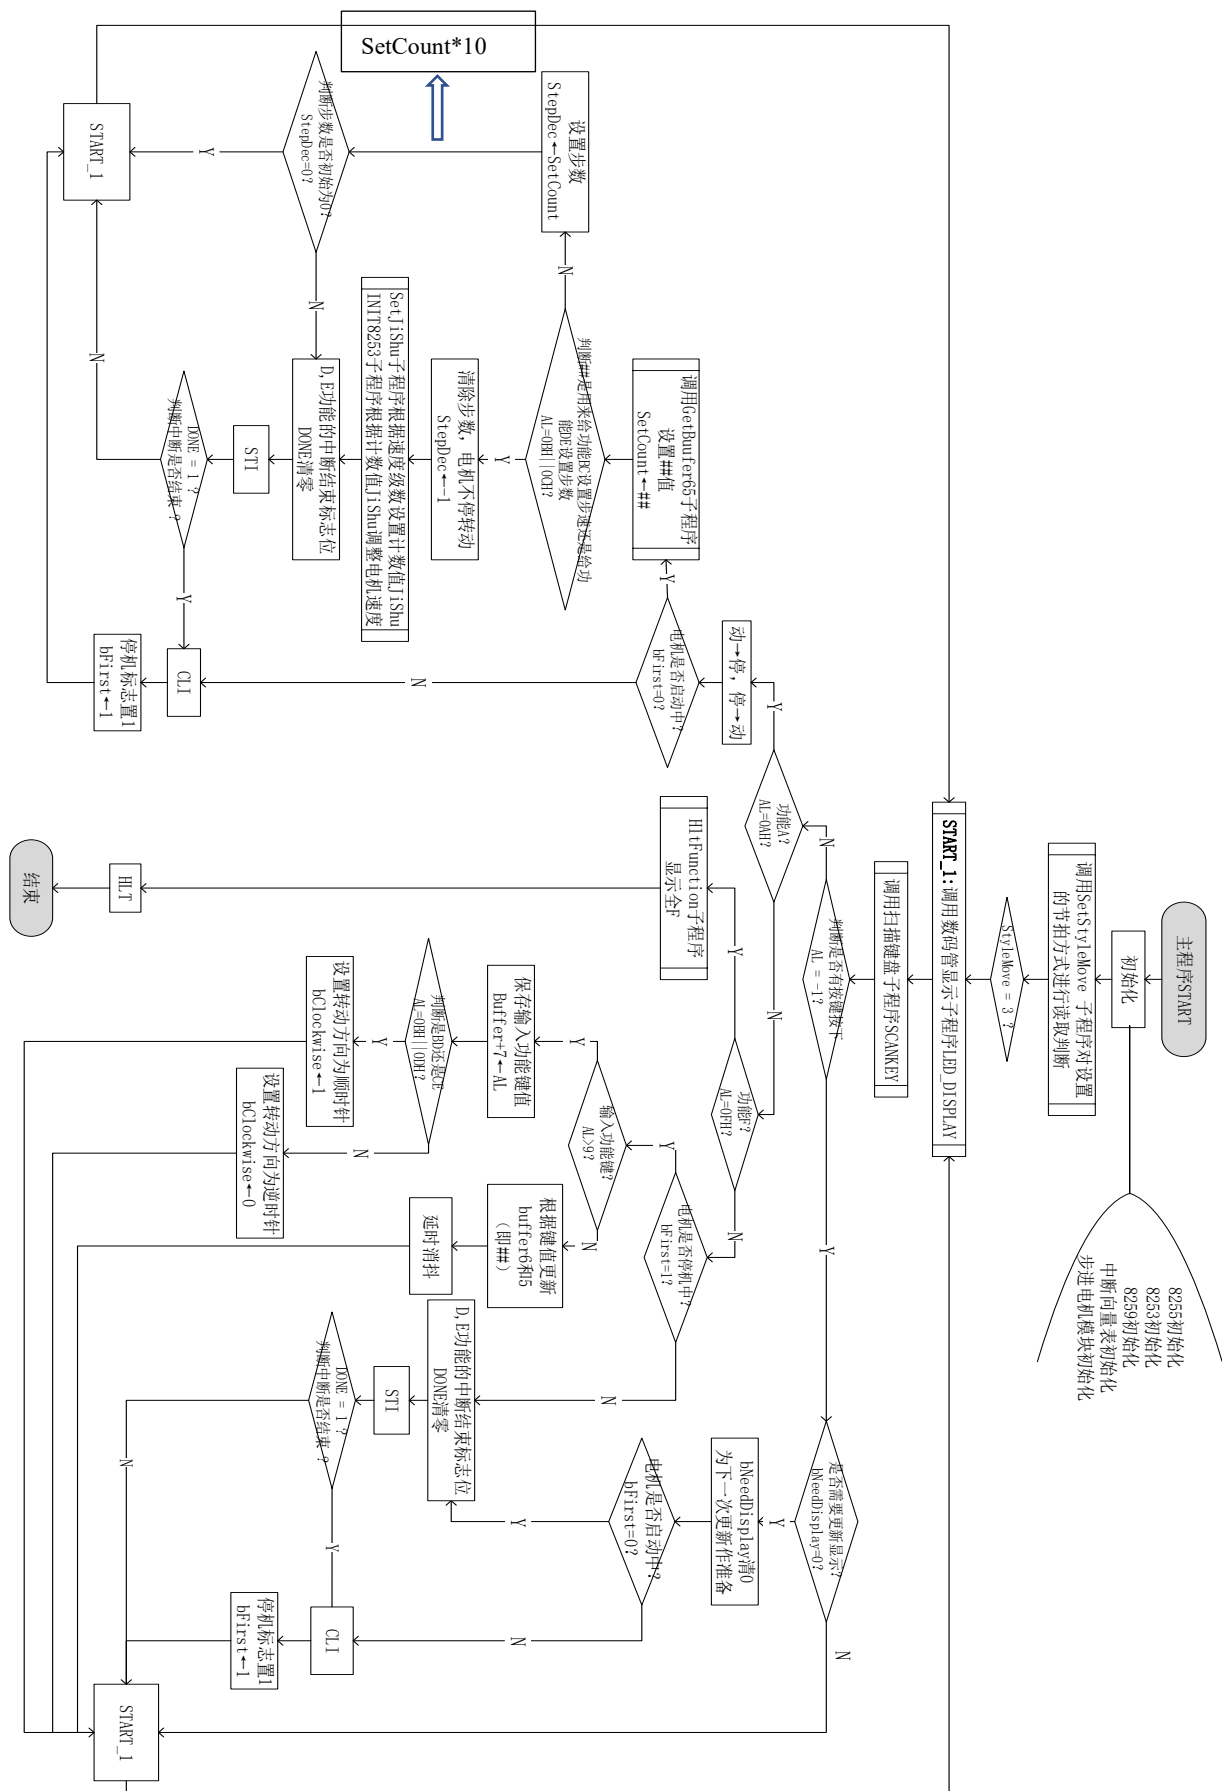 主程序START
初始化
8255初始化
8253初始化
8259初始化
中断向量表初始化
步进电机模块初始化
调用SetStyleMove 子程序对设置
的节拍方式进行读取判断
StyleMove = 3 ?
START_1:调用数码管显示子程序LED_DISPLAY
调用扫描键盘子程序SCANKEY
判断是否有按键按下
AL = -1?
N
Y
功能A?
AL=0AH?
Y
N
动→停, 停→动
电机是否启动中?
bFirst=0?
Y
N
调用GetBuufer65子程序
设置##值
SetCount←##
判断##是用来给功能BC设置步速还是给功
能DE设置步数
AL=0BH||0CH?
N
Y
设置步数
StepDec←SetCount
SetCount*10
判断步数是否初始为0?
StepDec=0?
Y
N
清除步数, 电机不停转动
StepDec←-1
SetJiShu子程序根据速度级数设置计数值JiShu
INIT8253子程序根据计数值JiShu调整电机速度
D,E功能的中断结束标志位
DONE清零
STI
DONE = 1 ?
判断中断是否结束 ?
N
Y
CLI
停机标志置1
bFirst←1
START_1
功能F?
AL=0FH?
Y
N
HltFunction子程序
显示全F
HLT
结束
电机是否停机中?
bFirst=1?
Y
N
输入功能键?
AL>9?
Y
N
保存输入功能键值
Buffer+7←AL
判断是BD还是CE
AL=0BH||0DH?
Y
N
设置转动方向为顺时针
bClockwise←1
设置转动方向为逆时针
bClockwise←0
根据键值更新
buffer6和5
（即##）
延时消抖
是否需要更新显示?
bNeedDisplay=0?
Y
N
bNeedDisplay清0
为下一次更新作准备
电机是否启动中?
bFirst=0?
Y
N
D,E功能的中断结束标志位
DONE清零
STI
DONE = 1 ?
判断中断是否结束 ?
N
Y
CLI
停机标志置1
bFirst←1
START_1